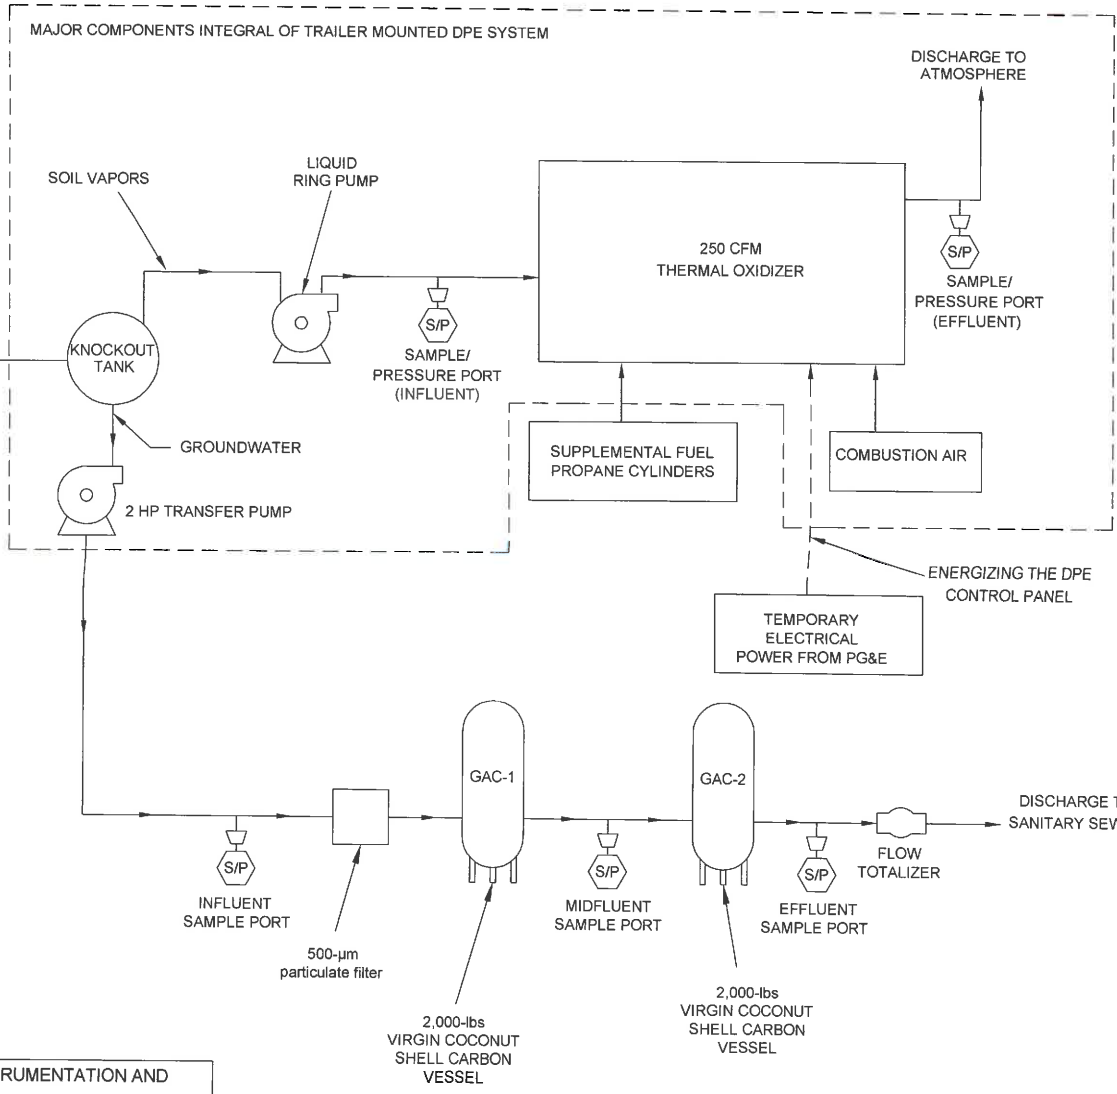 MAJOR COMPONENTS INTEGRAL OF TRAILER MOUNTED DPE SYSTEM
DISCHARGE TO
ATMOSPHERE
LIQUID
RING PUMP
SOIL VAPORS
250 CFM
THERMAL OXIDIZER
S/P
SAMPLE/
PRESSURE PORT
(EFFLUENT)
S/P
SAMPLE/
PRESSURE PORT
(INFLUENT)
KNOCKOUT
TANK
GROUNDWATER
SUPPLEMENTAL FUEL
PROPANE CYLINDERS
COMBUSTION AIR
2 HP TRANSFER PUMP
ENERGIZING THE DPE
CONTROL PANEL
TEMPORARY
ELECTRICAL
POWER FROM PG&E
GAC-1
GAC-2
DISCHARGE
SANITARY
S/P
INFLUENT
SAMPLE PORT
S/P
MIDFLUENT
SAMPLE PORT
S/P
EFFLUENT
SAMPLE PORT
FLOW
TOTALIZER
500-µm
particulate filter
2,000-lbs
VIRGIN COCONUT
SHELL CARBON
VESSEL
2,000-lbs
VIRGIN COCONUT
SHELL CARBON
VESSEL
RUMENTATION AND